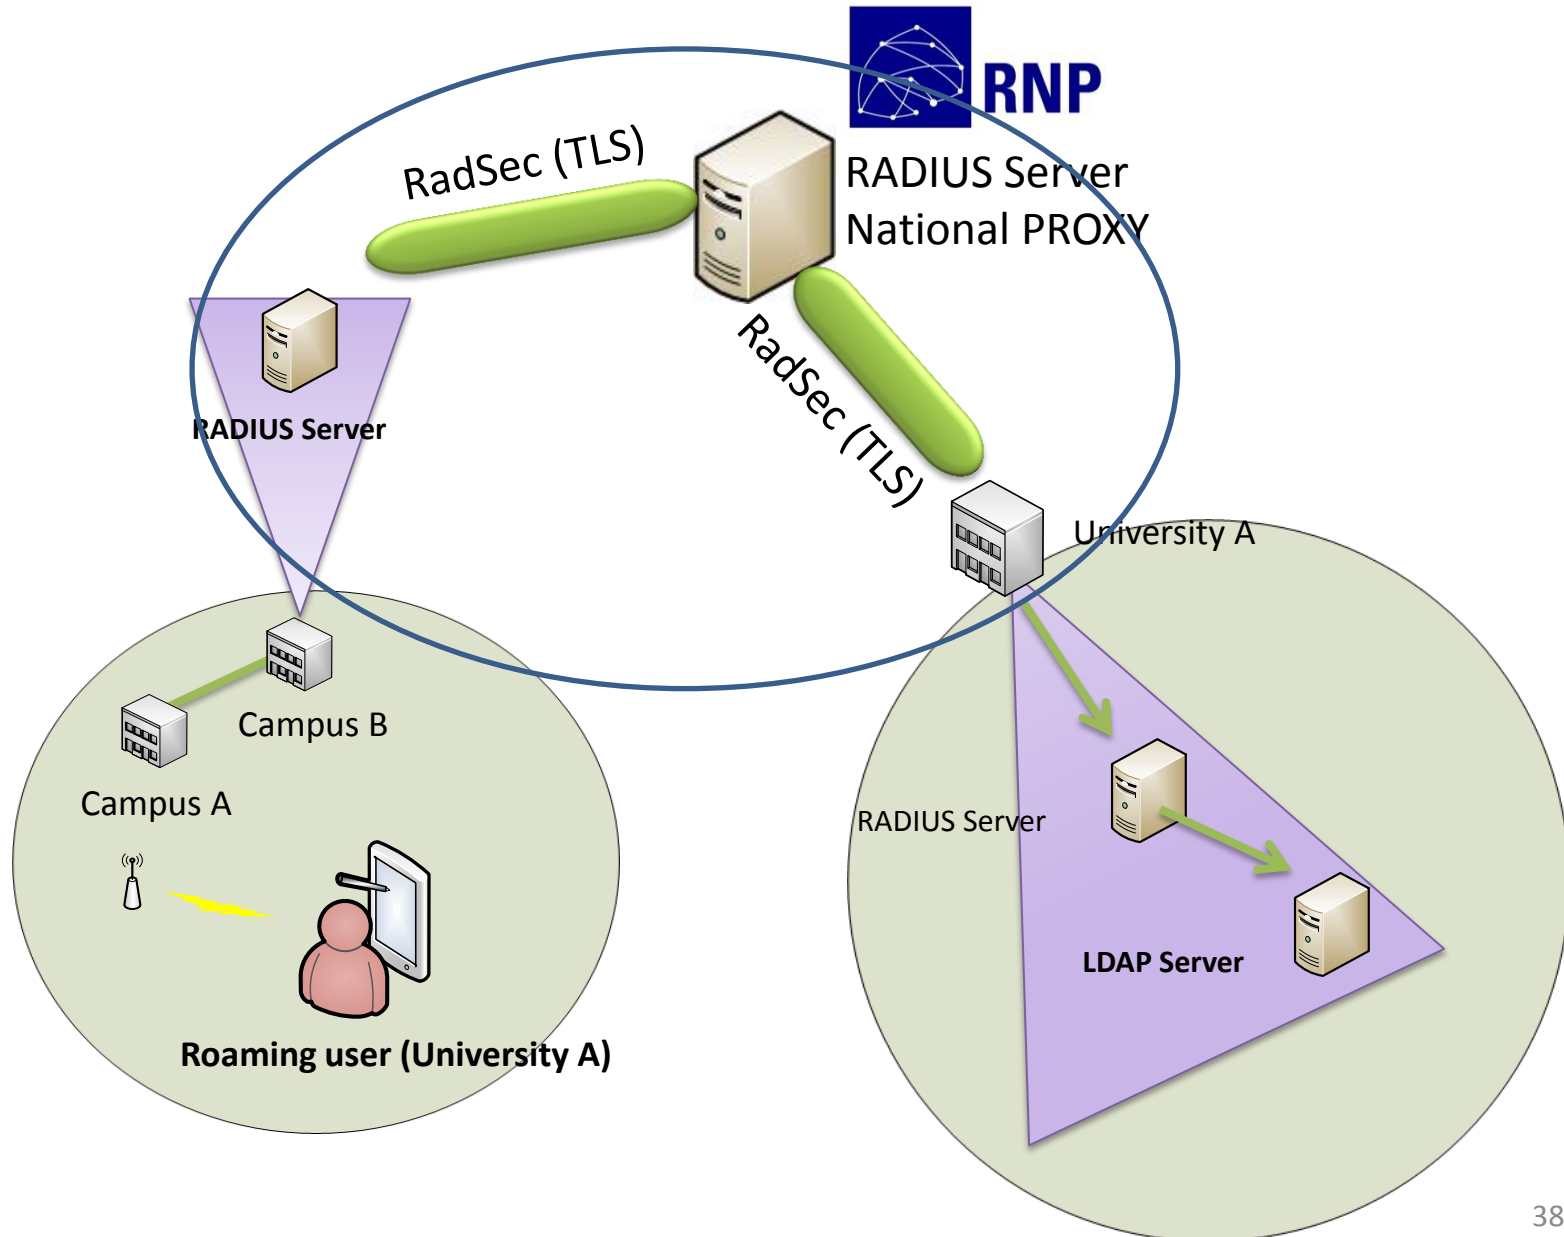 RNP
RadSec (TLS)
RADIUS Server
National PROXY
RadSec (TLS)
RADIUS Server
University A
Campus B
Campus A
RADIUS Server
LDAP Server
Roaming user (University A)
38